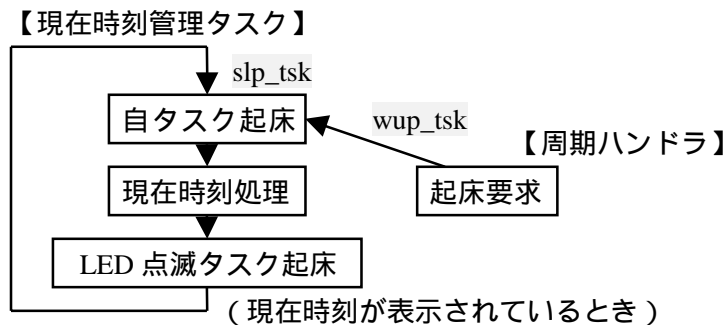 【現在時刻管理タスク】
slp_tsk
自タスク起床
wup_tsk
【周期ハンドラ】
現在時刻処理
起床要求
LED 点滅タスク起床
（現在時刻が表示されているとき）